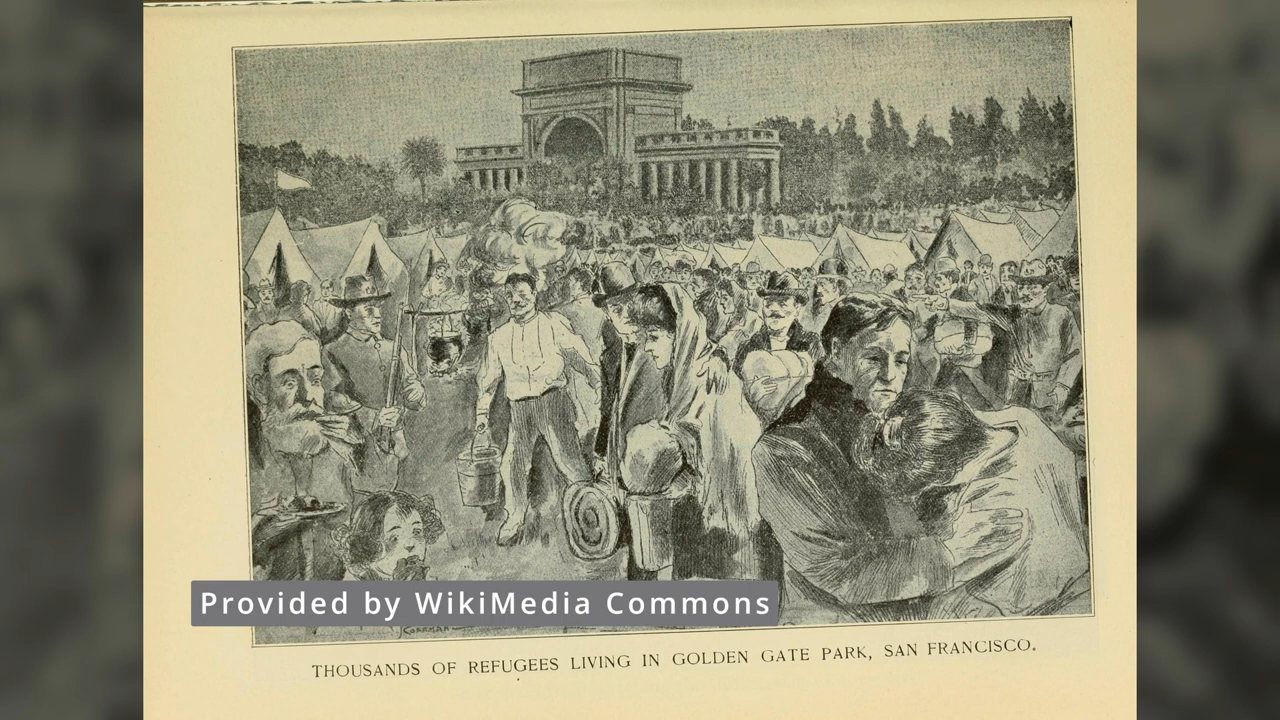 Provided by WikiMedia Commons
THOUSANDS OF REFUGEES LIVING IN GOLDEN GATE PARK, SAN FRANCISCO.